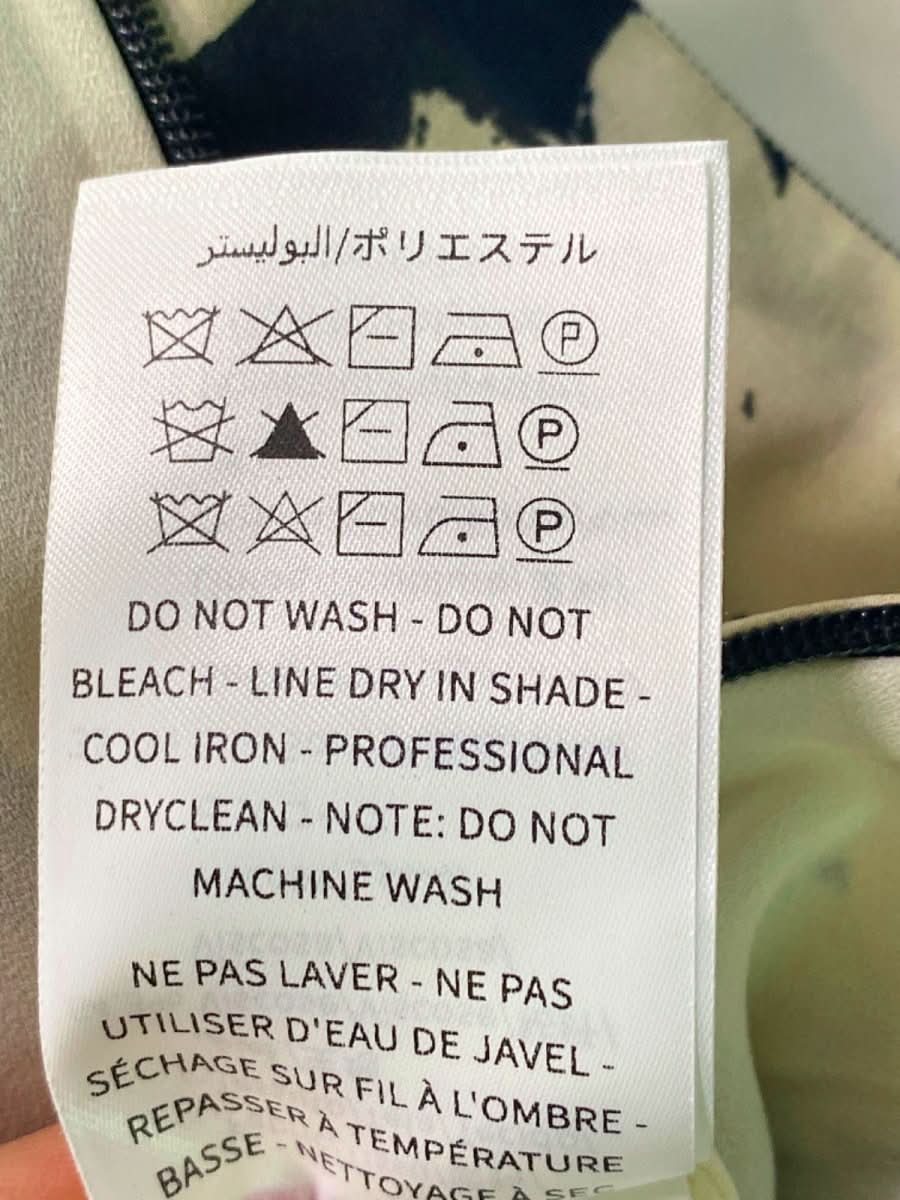 البوليستر/ポリエステル
P
P
P
DO NOT WASH - DO NOT
BLEACH - LINE DRY IN SHADE -
COOL IRON - PROFESSIONAL
DRYCLEAN - NOTE: DO NOT
MACHINE WASH
NE PAS LAVER - NE PAS
UTILISER D'EAU DE JAVEL -
SÉCHAGE SUR FIL À L'OMBRE -
REPASSER À TEMPÉRATURE
BASSE - NETTOYAGE À SEC